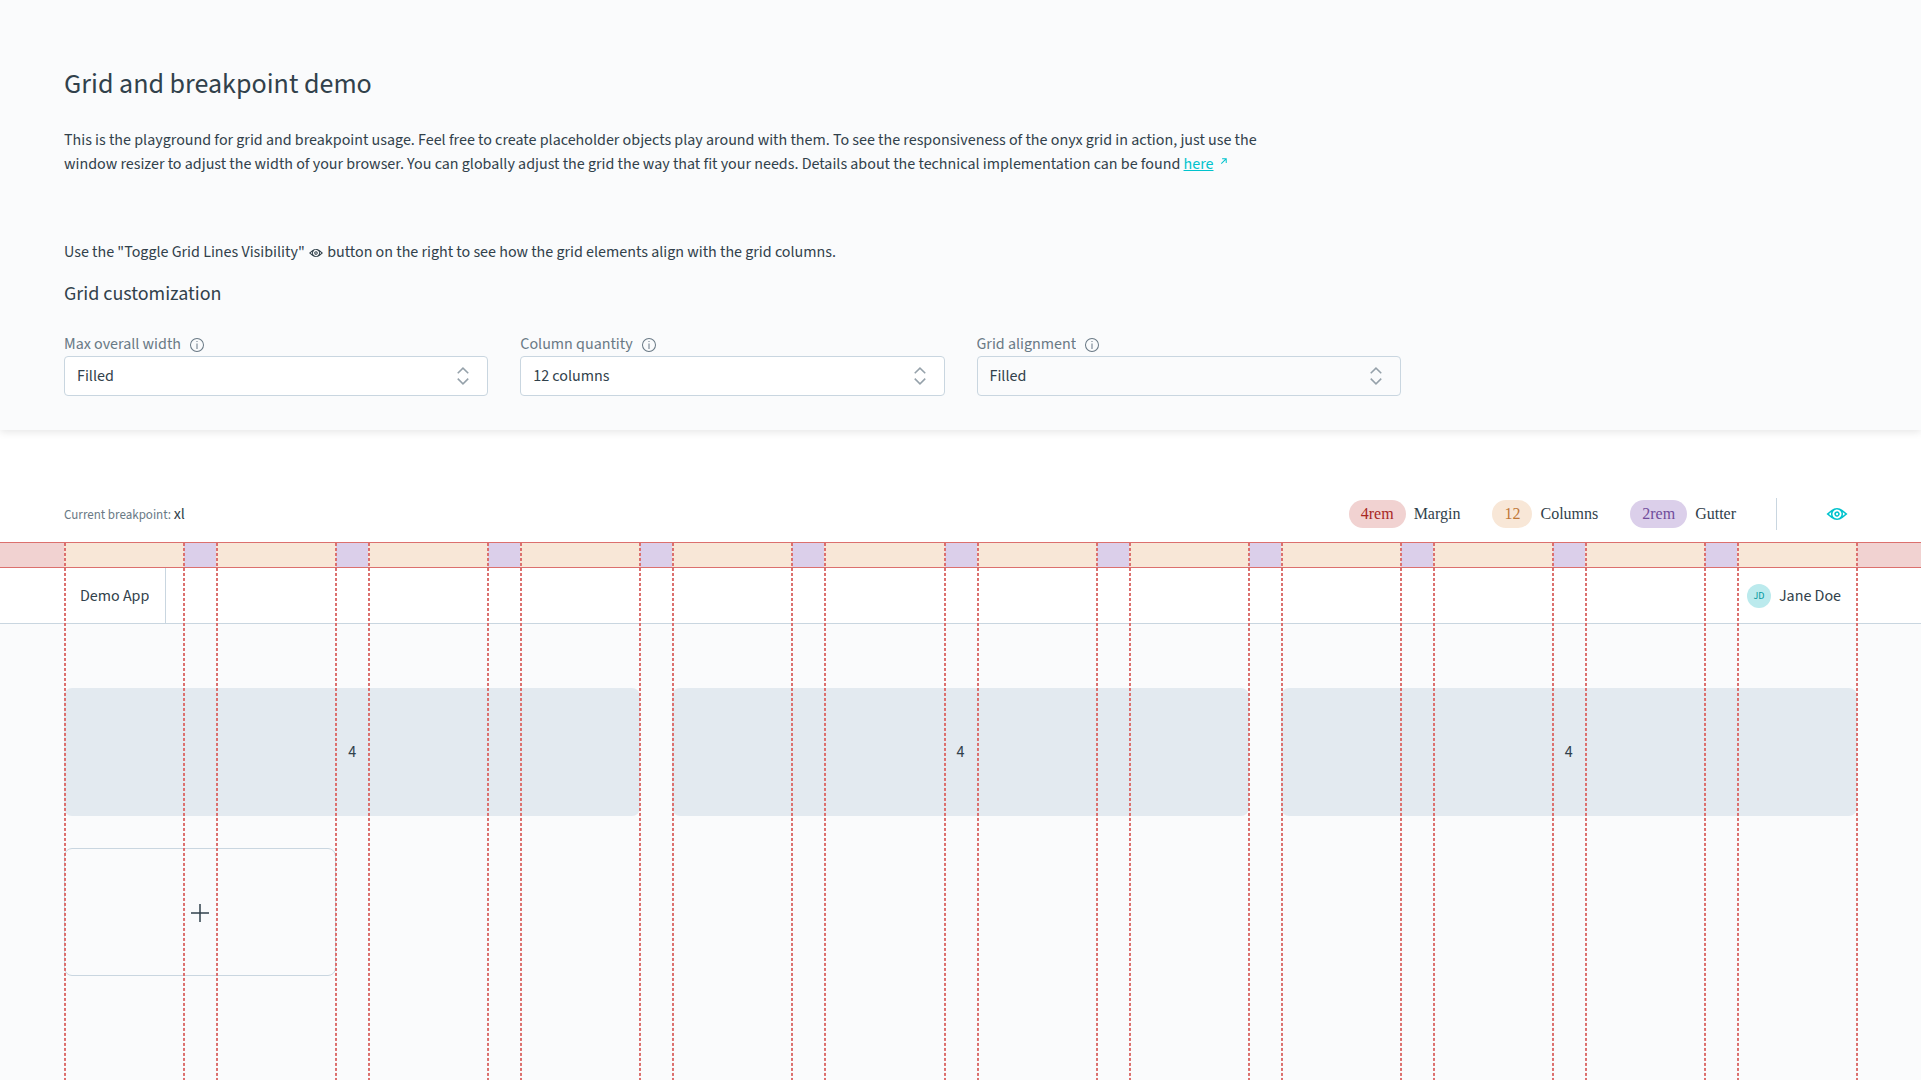 Grid and breakpoint demo
This is the playground for grid and breakpoint usage. Feel free to create placeholder objects play around with them. To see the responsiveness of the onyx grid in action, just use the
window resizer to adjust the width of your browser. You can globally adjust the grid the way that fit your needs. Details about the technical implementation can be found here
Use the "Toggle Grid Lines Visibility" button on the right to see how the grid elements align with the grid columns.
Grid customization
Max overall width Column quantity Grid alignment
Filled 12 columns Filled
Current breakpoint: xl 4rem Margin 12 Columns 2rem Gutter
Demo App JD Jane Doe
4 4 4